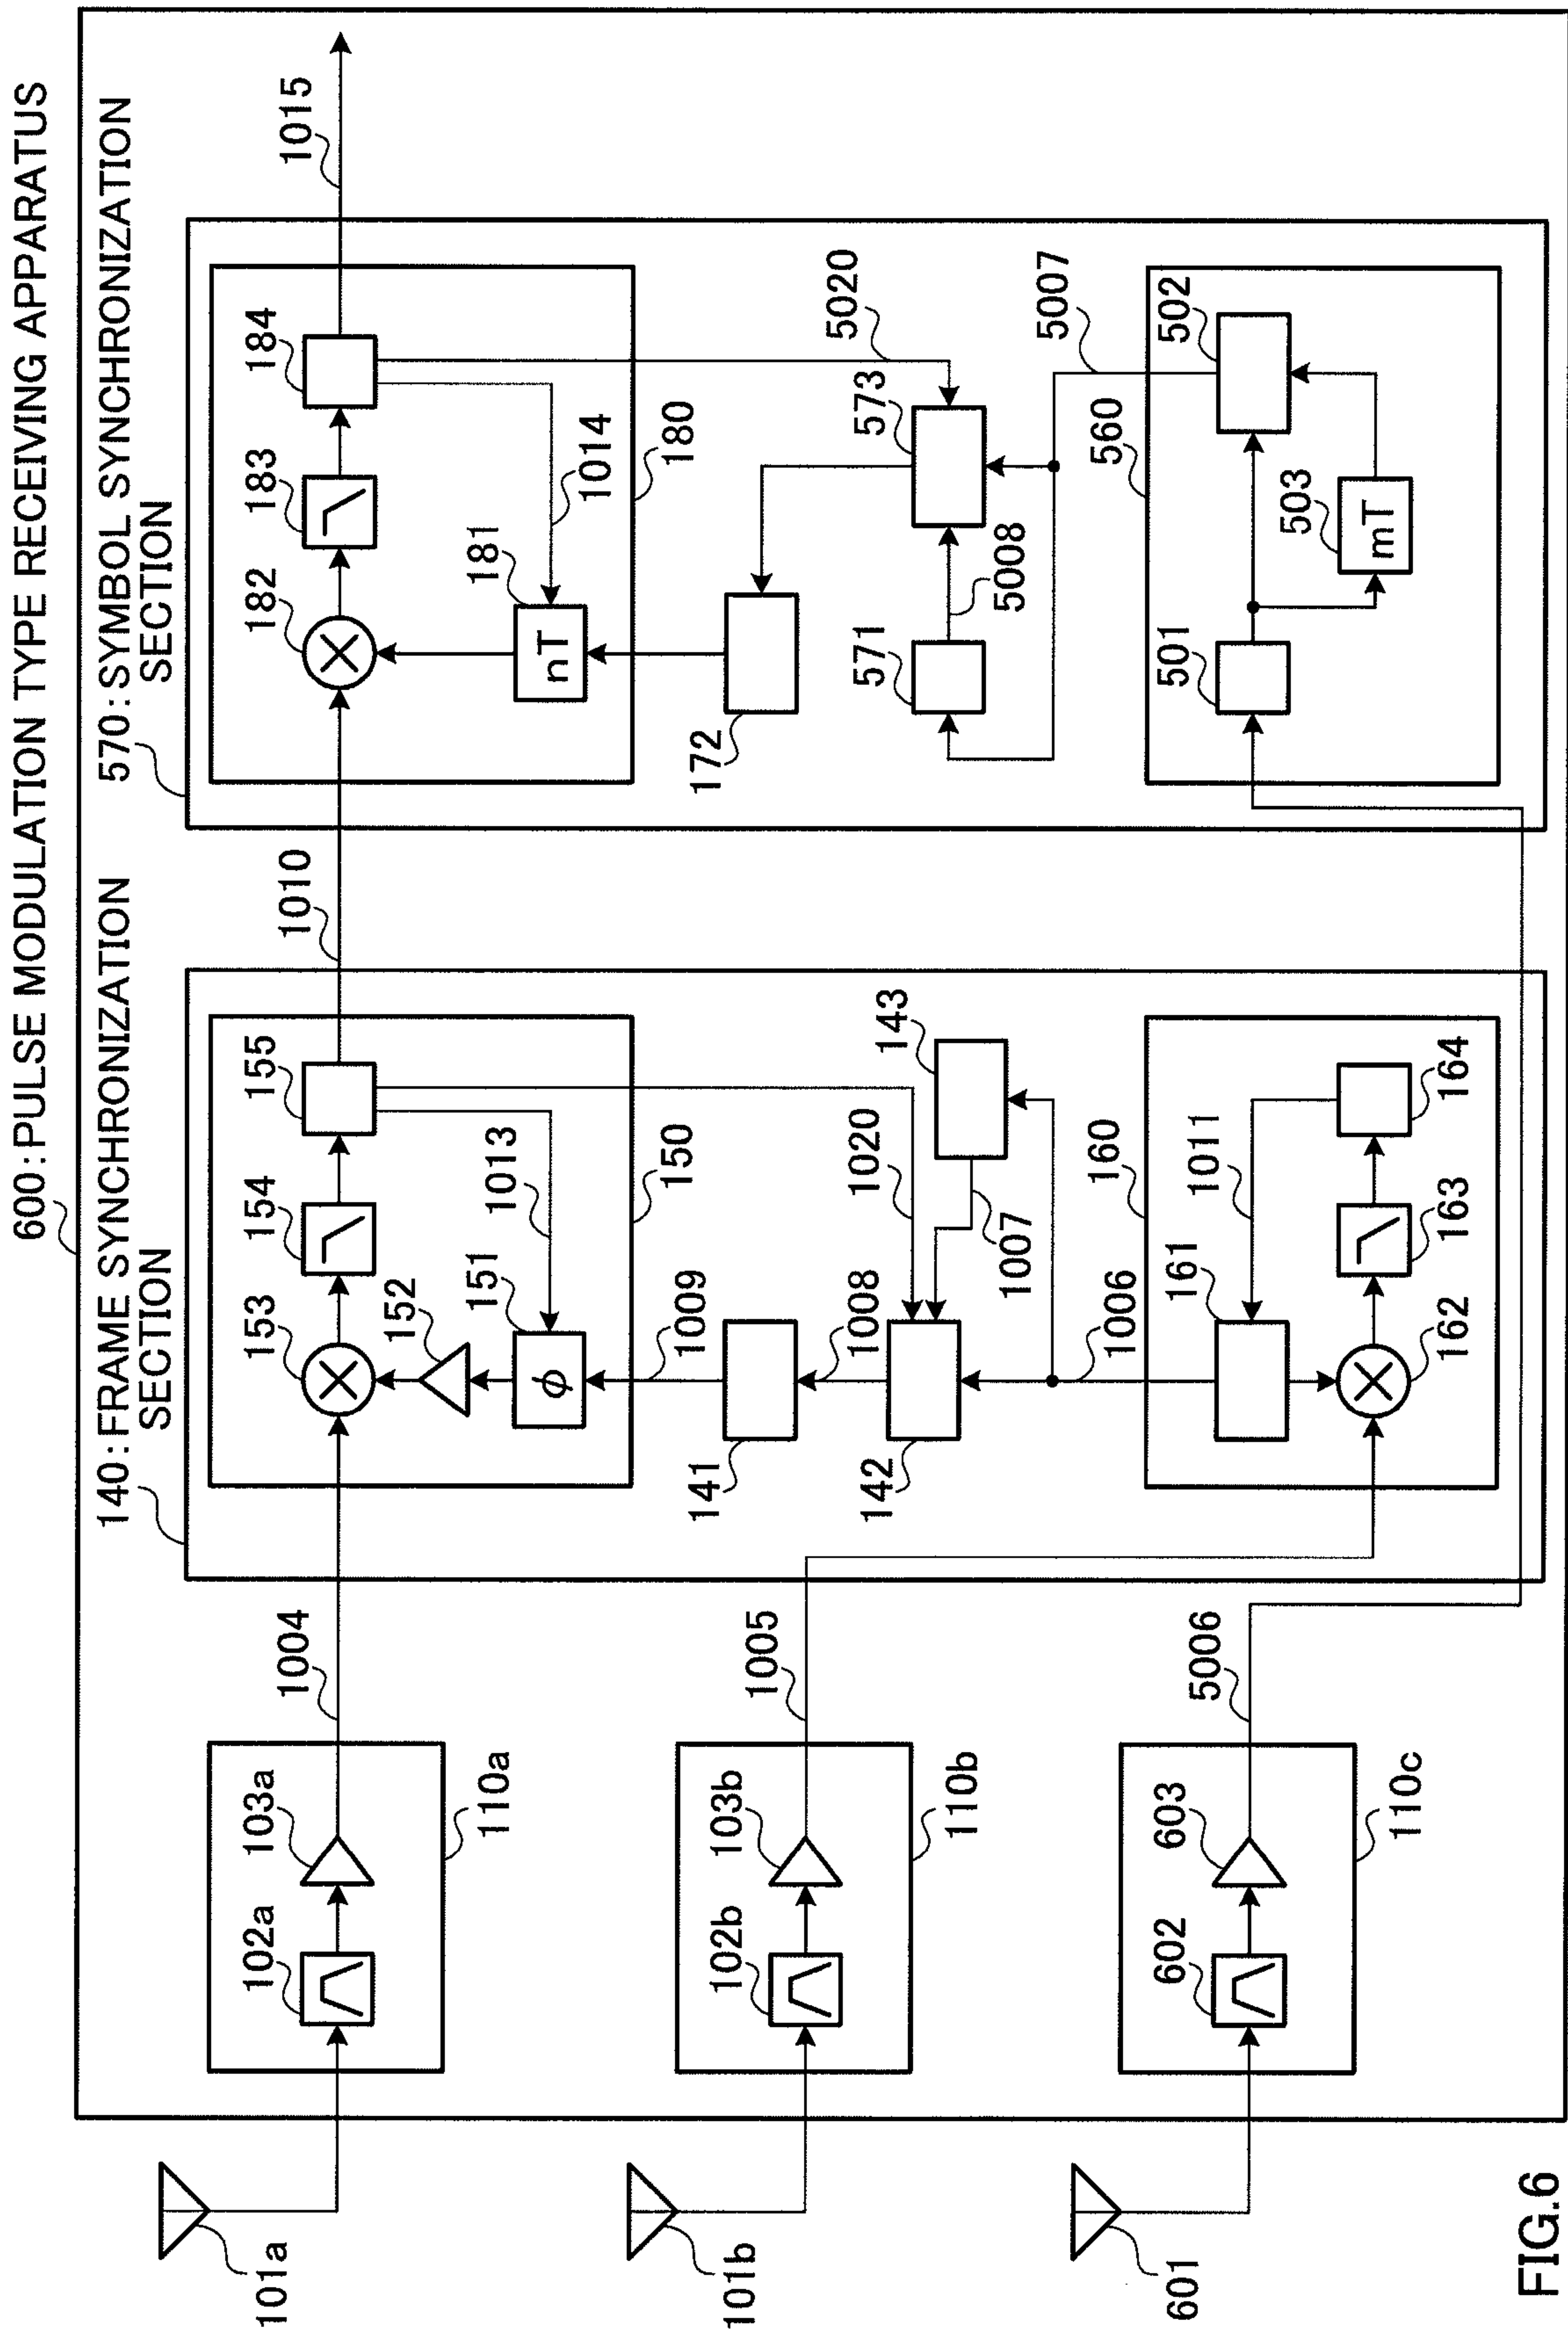 600:PULSE MODULATION TYPE RECEIVING APPARATUS
140:FRAME SYNCHRONIZATION
SECTION
570:SYMBOL SYNCHRONIZATION
SECTION
101a
102a
103a
110a
1004
153
154
155
152
151
φ
1013
150
1010
182
183
184
181
nT
1014
180
1015
1009
141
1008
142
1020
1007
143
1006
172
571
5008
573
5020
5007
101b
102b
103b
110b
1005
160
161
1011
162
163
164
560
501
502
503
mT
601
602
603
110c
5006
FIG.6